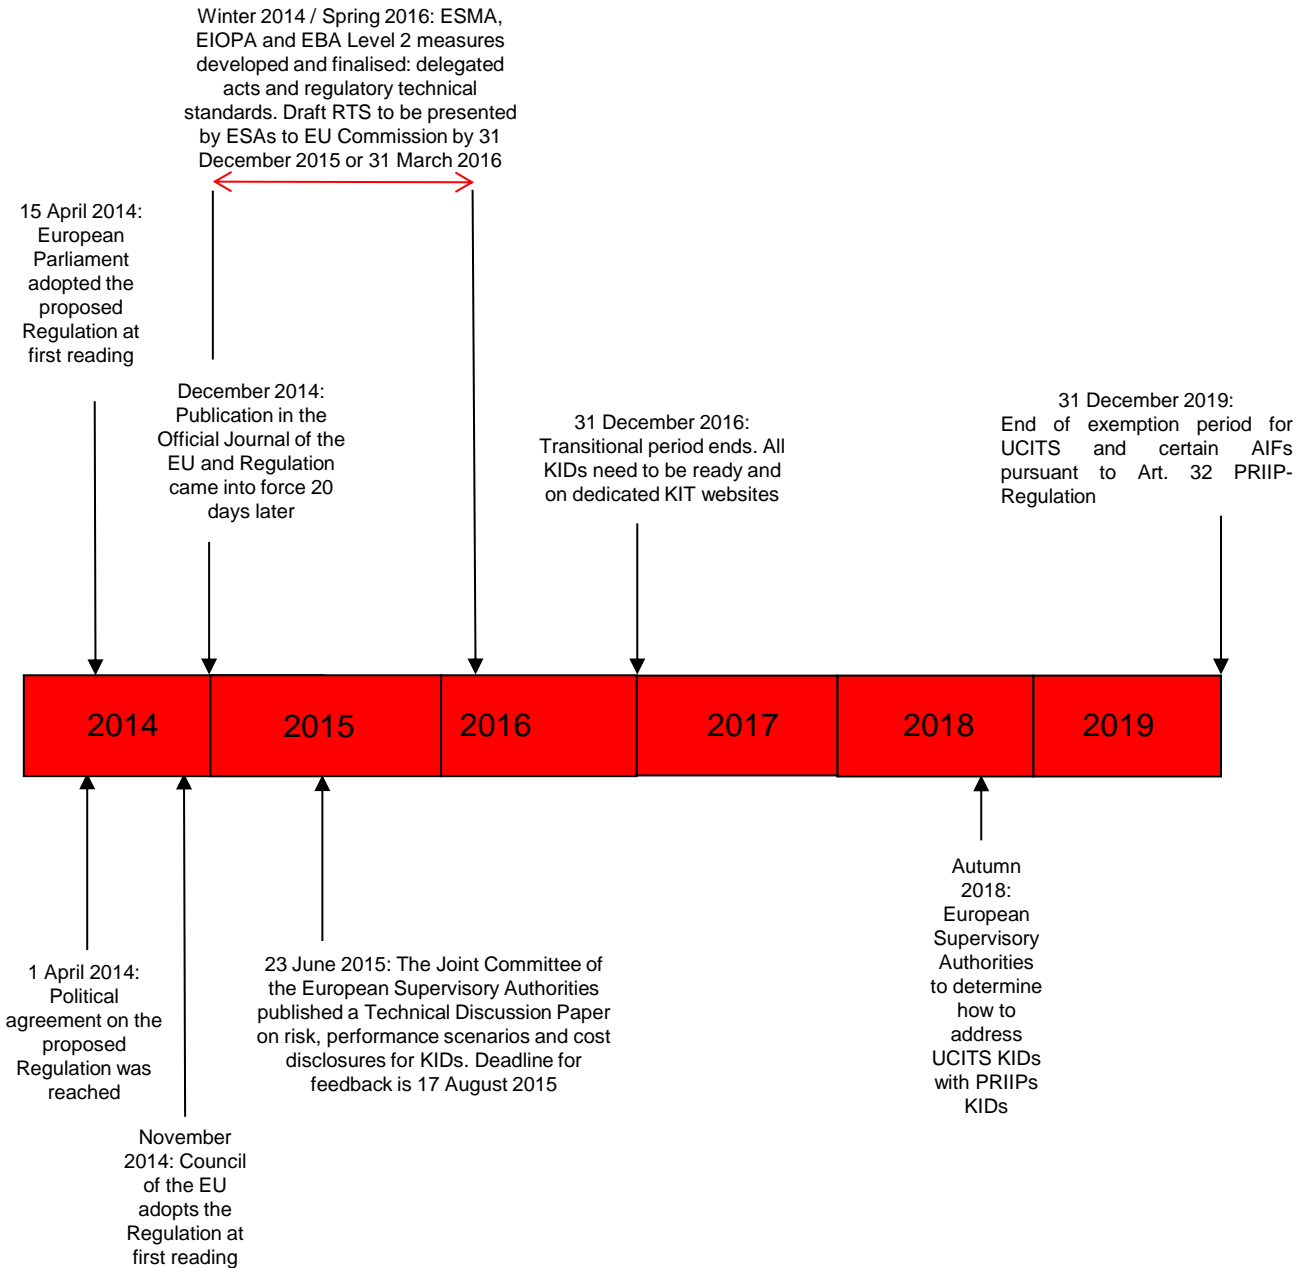 Winter 2014 / Spring 2016: ESMA,
EIOPA and EBA Level 2 measures
developed and finalised: delegated
acts and regulatory technical
standards. Draft RTS to be presented
by ESAs to EU Commission by 31
December 2015 or 31 March 2016
15 April 2014:
European
Parliament
adopted the
proposed
Regulation at
first reading
December 2014:
Publication in the
Official Journal of the
EU and Regulation
came into force 20
days later
31 December 2016:
Transitional period ends. All
KIDs need to be ready and
on dedicated KIT websites
31 December 2019:
End of exemption period for
UCITS and certain AIFs
pursuant to Art. 32 PRIIP-
Regulation
2014
2015
2016
2017
2018
2019
1 April 2014:
Political
agreement on the
proposed
Regulation was
reached
November
2014: Council
of the EU
adopts the
Regulation at
first reading
23 June 2015: The Joint Committee of
the European Supervisory Authorities
published a Technical Discussion Paper
on risk, performance scenarios and cost
disclosures for KIDs. Deadline for
feedback is 17 August 2015
Autumn
2018:
European
Supervisory
Authorities
to determine
how to
address
UCITS KIDs
with PRIIPs
KIDs